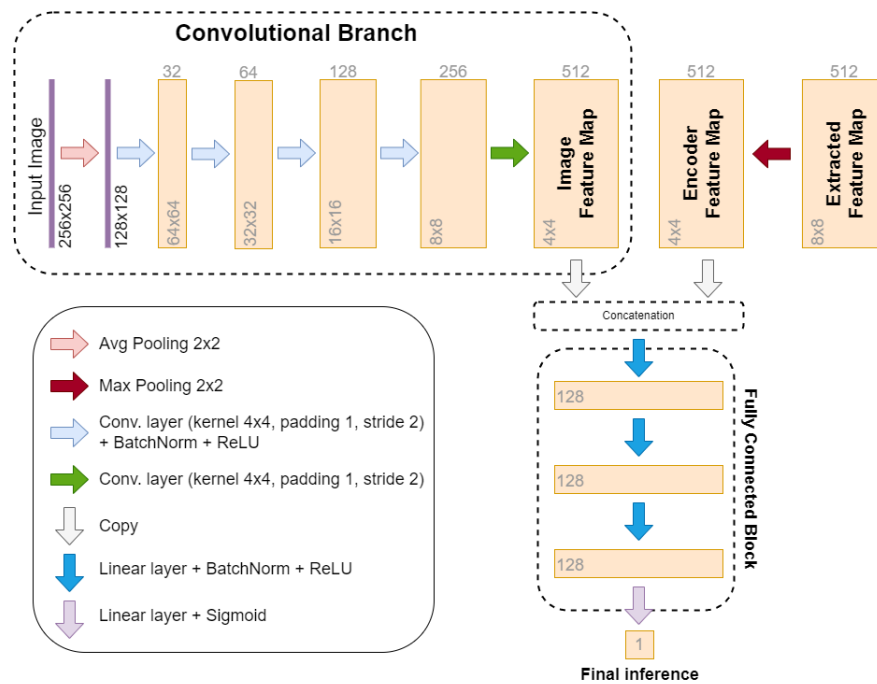 Convolutional Branch
32
64
128
256
512
512
512
Input Image
256x256
128x128
64x64
32x32
16x16
8x8
Image
Feature Map
4x4
Encoder
Feature Map
4x4
Extracted
Feature Map
8x8
Concatenation
Avg Pooling 2x2
Max Pooling 2x2
Conv. layer (kernel 4x4, padding 1, stride 2)
+ BatchNorm + ReLU
Conv. layer (kernel 4x4, padding 1, stride 2)
Copy
Linear layer + BatchNorm + ReLU
Linear layer + Sigmoid
128
128
128
Fully Connected Block
1
Final inference